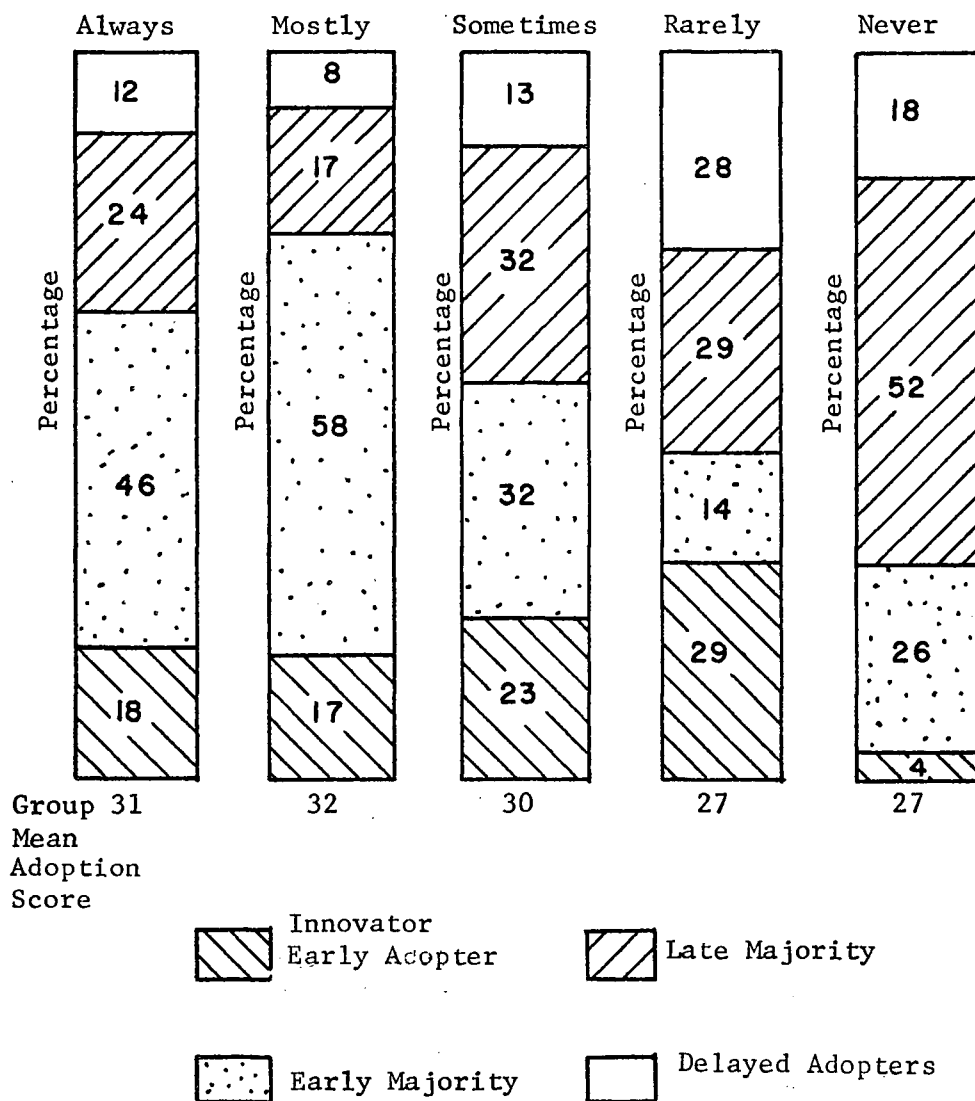 Always Mostly Sometimes Rarely Never
12 8 13 28 18
24 17 32 29 52
46 58 32 14 26
18 17 23 29 4
Percentage Percentage Percentage Percentage Percentage
Group 31 32 30 27 27
Mean
Adoption
Score
Innovator
Early Adopter
Late Majority
Early Majority
Delayed Adopters